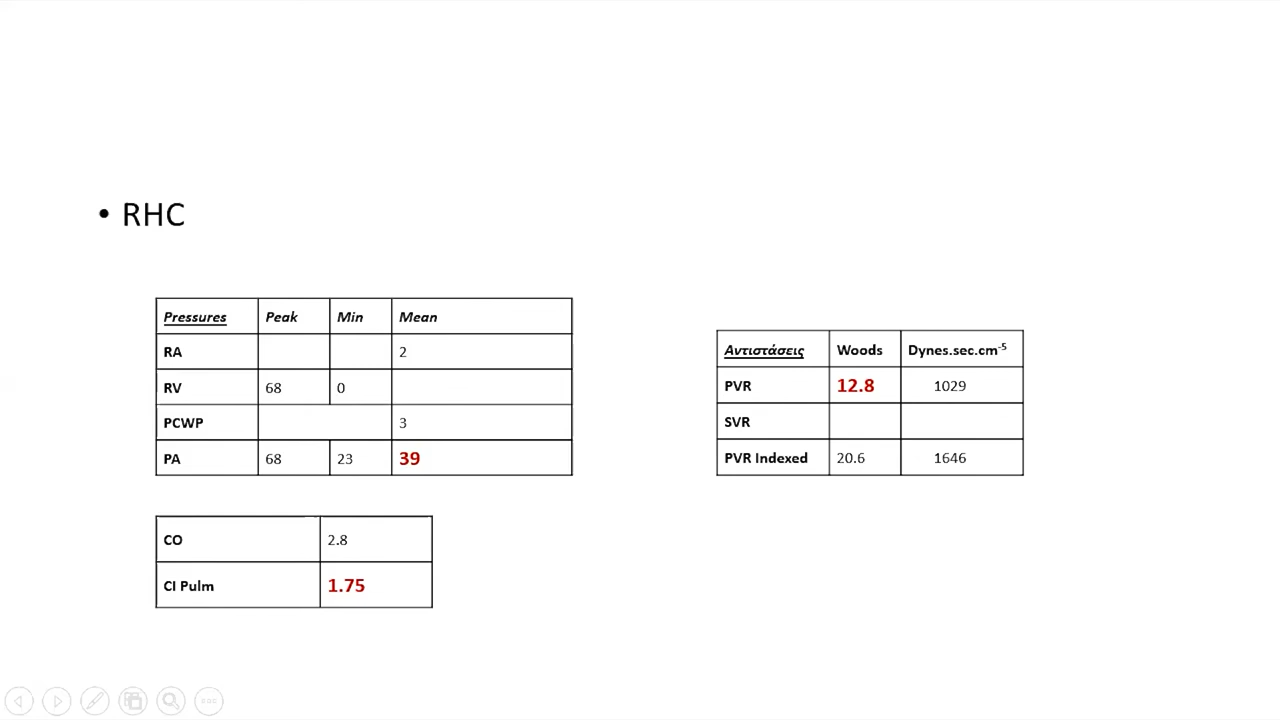 • RHC
Pressures Peak Min Mean
RA 2
RV 68 0
PCWP 3
PA 68 23 39
CO 2.8
CI Pulm 1.75
Αντιστάσεις Woods Dynes.sec.cm-5
PVR 12.8 1029
SVR
PVR Indexed 20.6 1646